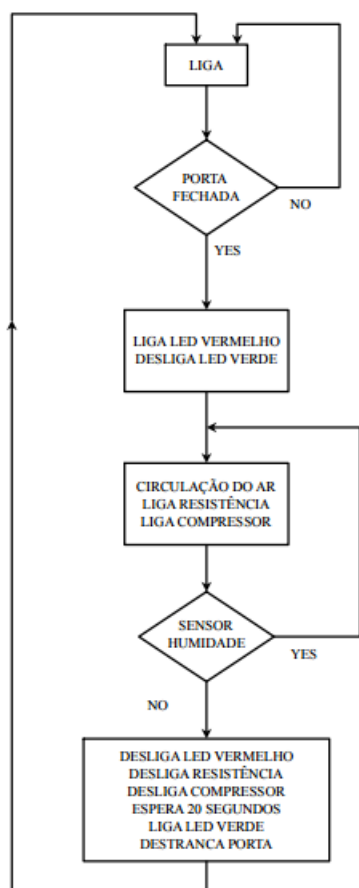 LIGA
PORTA
FECHADA
NO
YES
LIGA LED VERMELHO
DESLIGA LED VERDE
CIRCULAÇÃO DO AR
LIGA RESISTÊNCIA
LIGA COMPRESSOR
SENSOR
HUMIDADE
YES
NO
DESLIGA LED VERMELHO
DESLIGA RESISTÊNCIA
DESLIGA COMPRESSOR
ESPERA 20 SEGUNDOS
LIGA LED VERDE
DESTRANCA PORTA